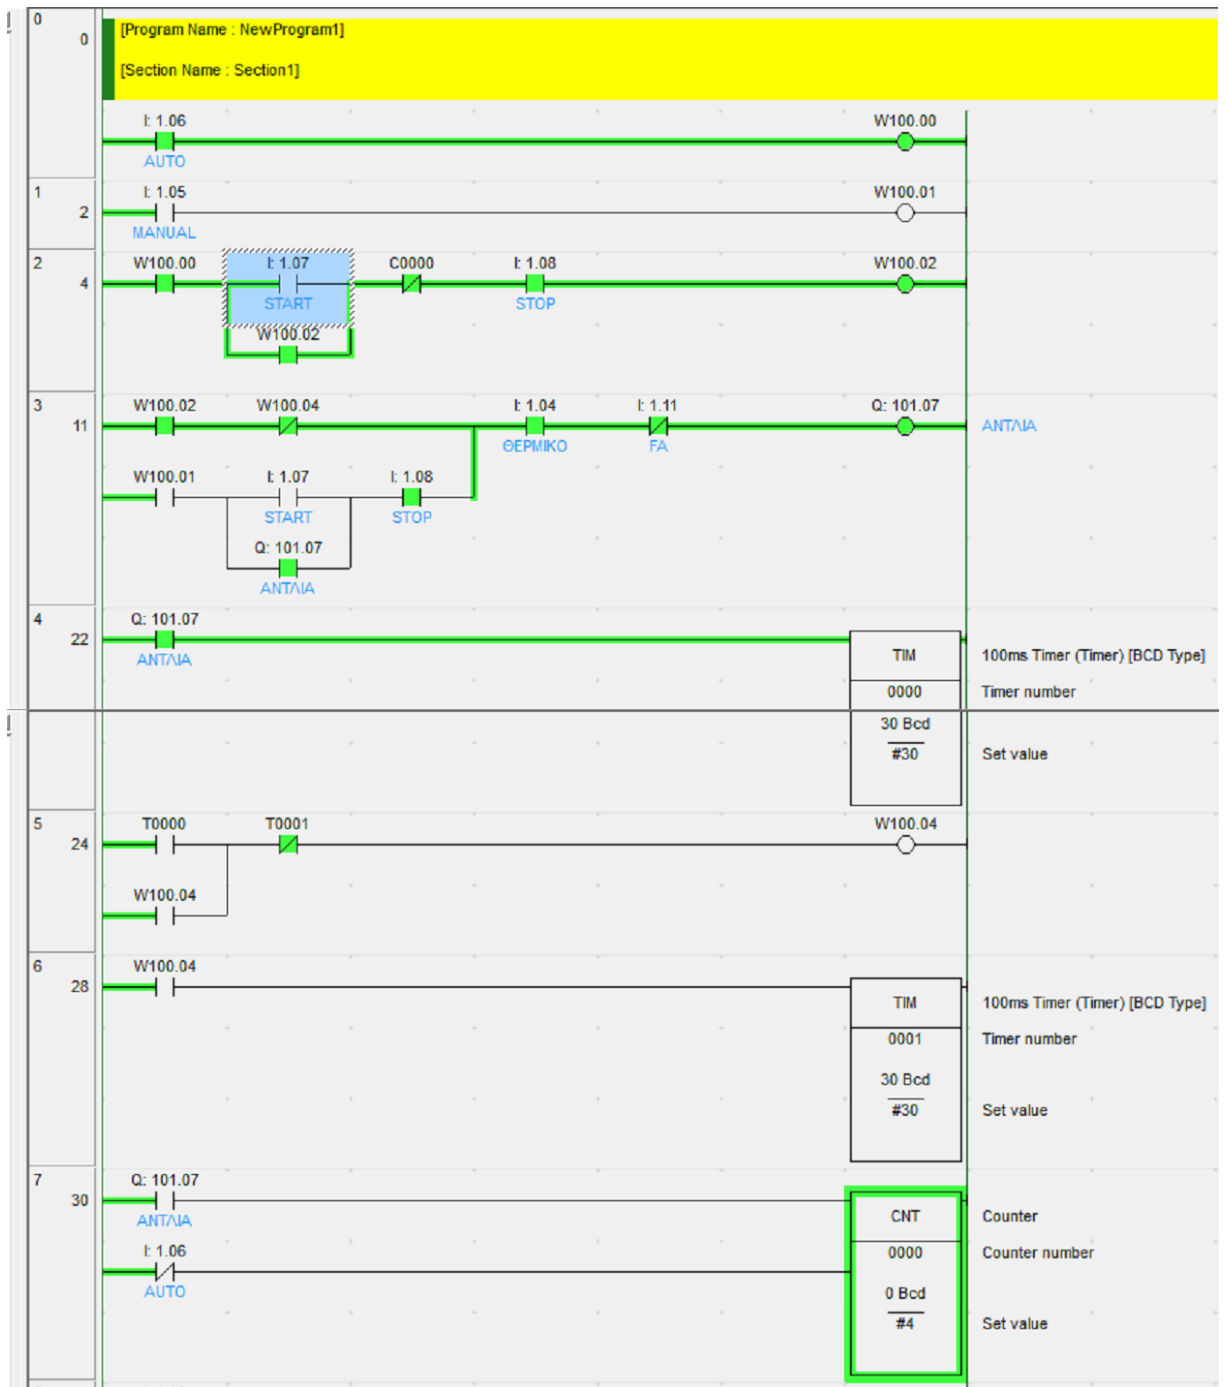 0
0
[Program Name : NewProgram1]
[Section Name : Section1]
I: 1.06
W100.00
AUTO
1
I: 1.05
W100.01
2
MANUAL
2
W100.00
I: 1.07
C0000
I: 1.08
W100.02
4
START
STOP
W100.02
3
W100.02
W100.04
I: 1.04
I: 1.11
Q: 101.07
11
ΑΝΤΛΙΑ
ΘΕΡΜΙΚΟ
FA
W100.01
I: 1.07
I: 1.08
START
STOP
Q: 101.07
ΑΝΤΛΙΑ
4
Q: 101.07
22
ΑΝΤΛΙΑ
TIM
100ms Timer (Timer) [BCD Type]
0000
Timer number
30 Bcd
#30
Set value
5
T0000
T0001
W100.04
24
W100.04
6
W100.04
28
TIM
100ms Timer (Timer) [BCD Type]
0001
Timer number
30 Bcd
#30
Set value
7
Q: 101.07
30
ΑΝΤΛΙΑ
CNT
Counter
I: 1.06
0000
Counter number
AUTO
0 Bcd
#4
Set value